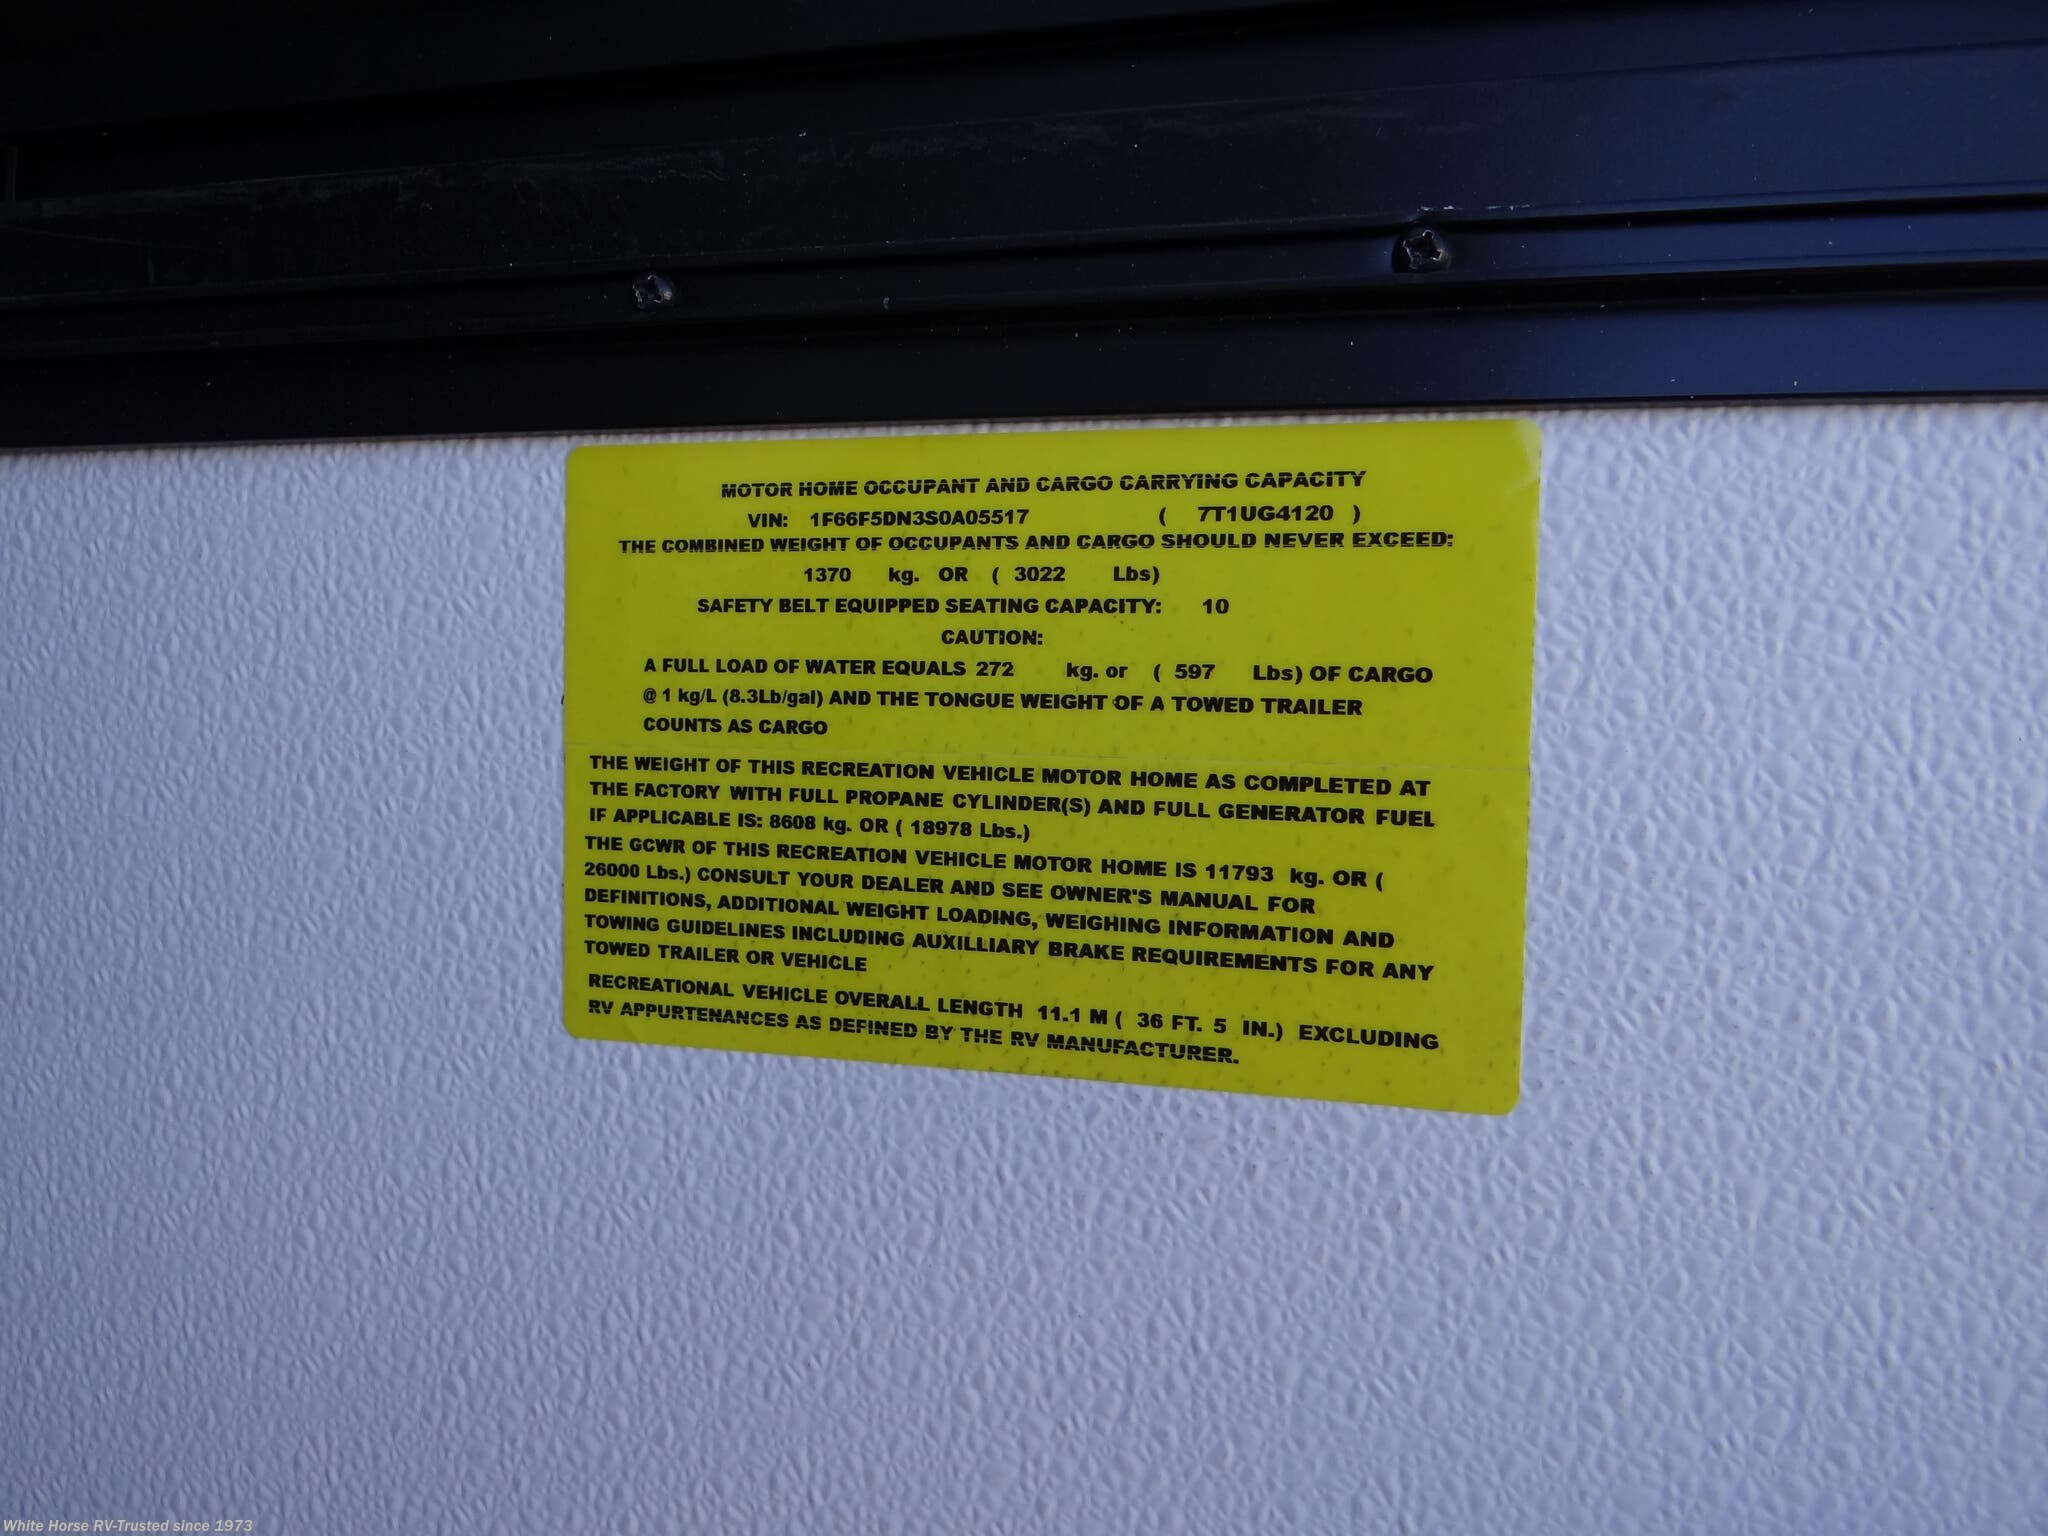 MOTOR HOME OCCUPANT AND CARGO CARRYING CAPACITY
VIN: 1F66F5DN3S0A05517 ( 7T1UG4120 )
THE COMBINED WEIGHT OF OCCUPANTS AND CARGO SHOULD NEVER EXCEED:
1370 kg. OR ( 3022 Lbs)
SAFETY BELT EQUIPPED SEATING CAPACITY: 10
CAUTION:
A FULL LOAD OF WATER EQUALS 272 kg. or ( 597 Lbs) OF CARGO
@ 1 kg/L (8.3Lb/gal) AND THE TONGUE WEIGHT OF A TOWED TRAILER
COUNTS AS CARGO
THE WEIGHT OF THIS RECREATION VEHICLE MOTOR HOME AS COMPLETED AT
THE FACTORY WITH FULL PROPANE CYLINDER(S) AND FULL GENERATOR FUEL
IF APPLICABLE IS: 8608 kg. OR ( 18978 Lbs.)
THE GCWR OF THIS RECREATION VEHICLE MOTOR HOME IS 11793 kg. OR (
26000 Lbs.) CONSULT YOUR DEALER AND SEE OWNER'S MANUAL FOR
DEFINITIONS, ADDITIONAL WEIGHT LOADING, WEIGHING INFORMATION AND
TOWING GUIDELINES INCLUDING AUXILLIARY BRAKE REQUIREMENTS FOR ANY
TOWED TRAILER OR VEHICLE
RECREATIONAL VEHICLE OVERALL LENGTH 11.1 M ( 36 FT. 5 IN.) EXCLUDING
RV APPURTENANCES AS DEFINED BY THE RV MANUFACTURER.
White Horse RV-Trusted since 1973